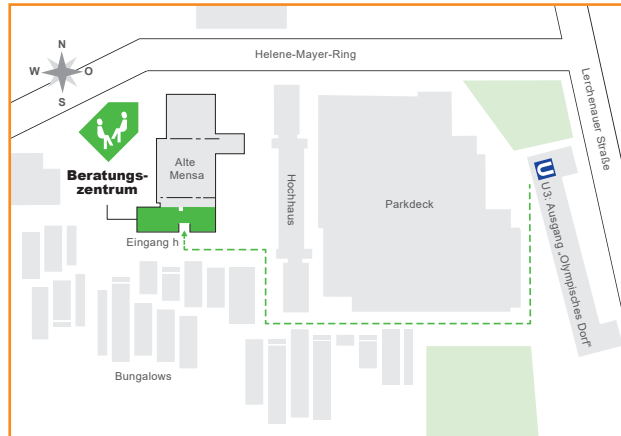 N
W O
S
Helene-Mayer-Ring
Lerchenauer Straße
Beratungs-
zentrum
Alte
Mensa
Hochhaus
Parkdeck
U
U3: Ausgang „Olympisches Dorf“
Eingang h
Bungalows